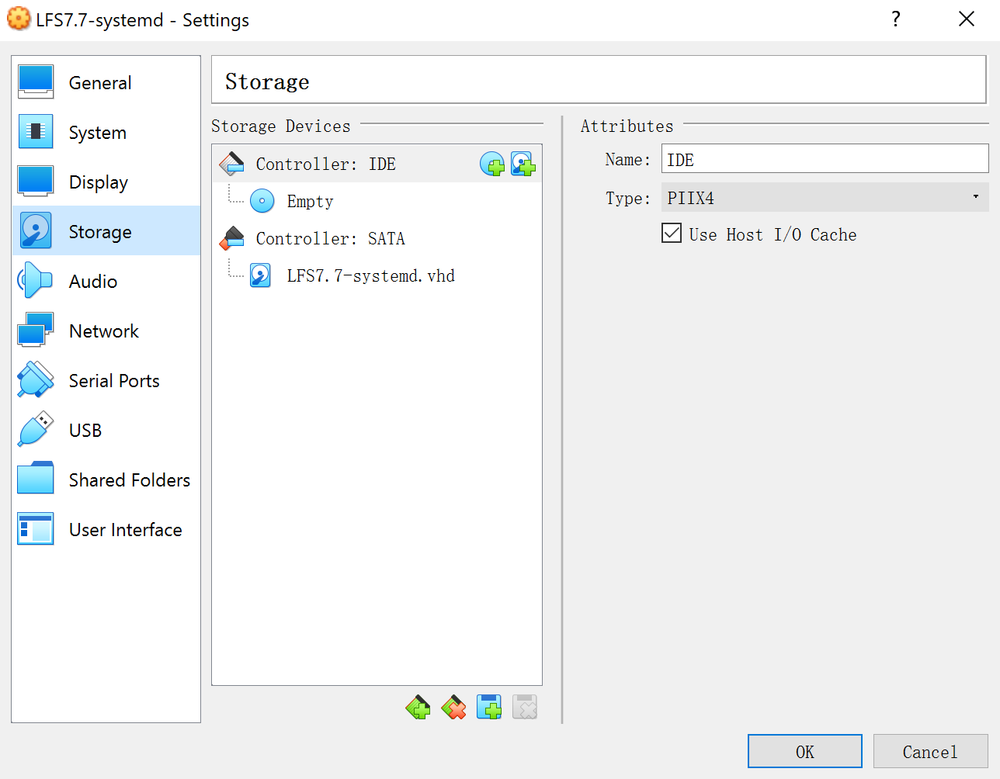 LFS7.7-systemd - Settings
?
General
System
Display
Storage
Audio
Network
Serial Ports
USB
Shared Folders
User Interface
Storage
Storage Devices
Controller: IDE
Empty
Controller: SATA
LFS7.7-systemd.vhd
Attributes
Name: IDE
Type: PIIX4
Use Host I/O Cache
OK
Cancel